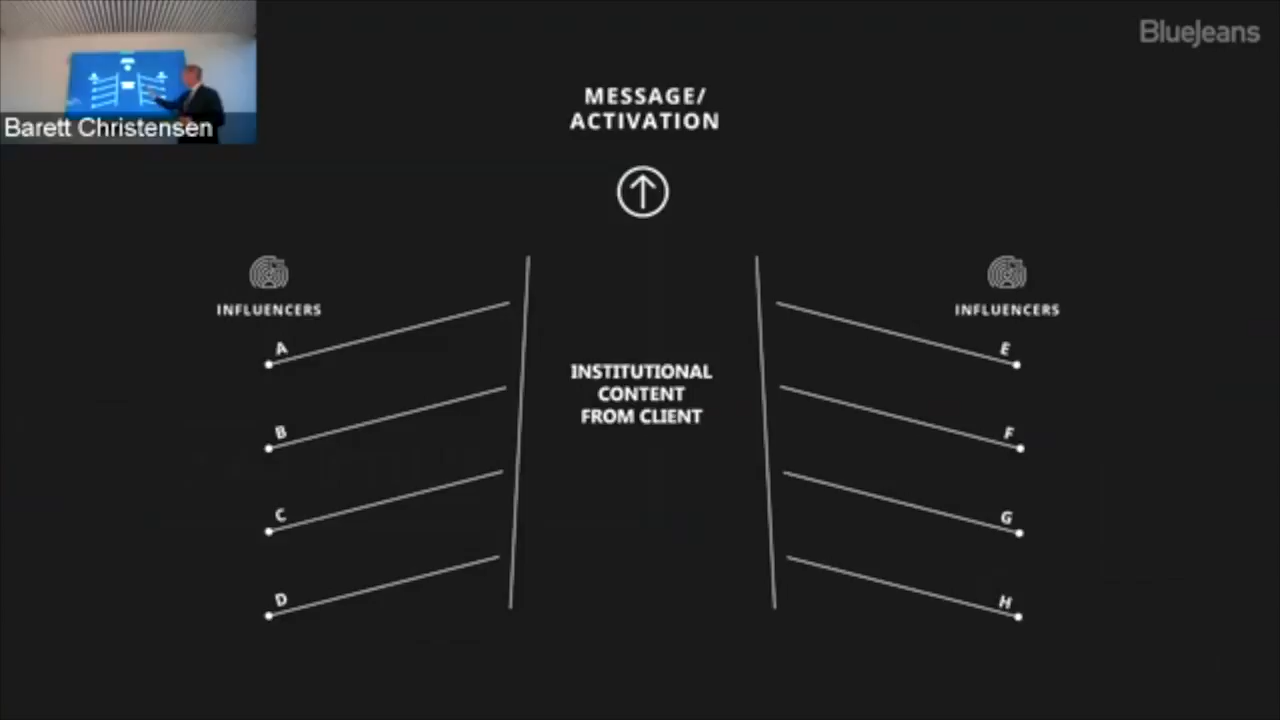 BlueJeans
Barett Christensen
MESSAGE/
ACTIVATION
INFLUENCERS
INFLUENCERS
A
E
INSTITUTIONAL
CONTENT
FROM CLIENT
B
F
C
G
D
H